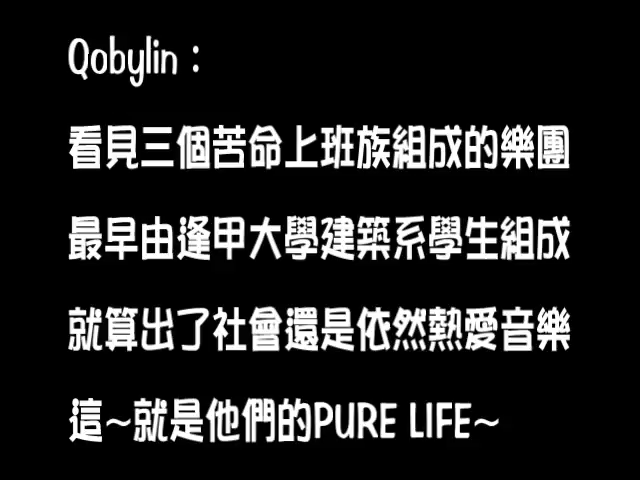 Qobylin：
看見三個苦命上班族組成的樂團
最早由逢甲大學建築系學生組成
就算出了社會還是依然熱愛音樂
這~就是他們的PURE LIFE~